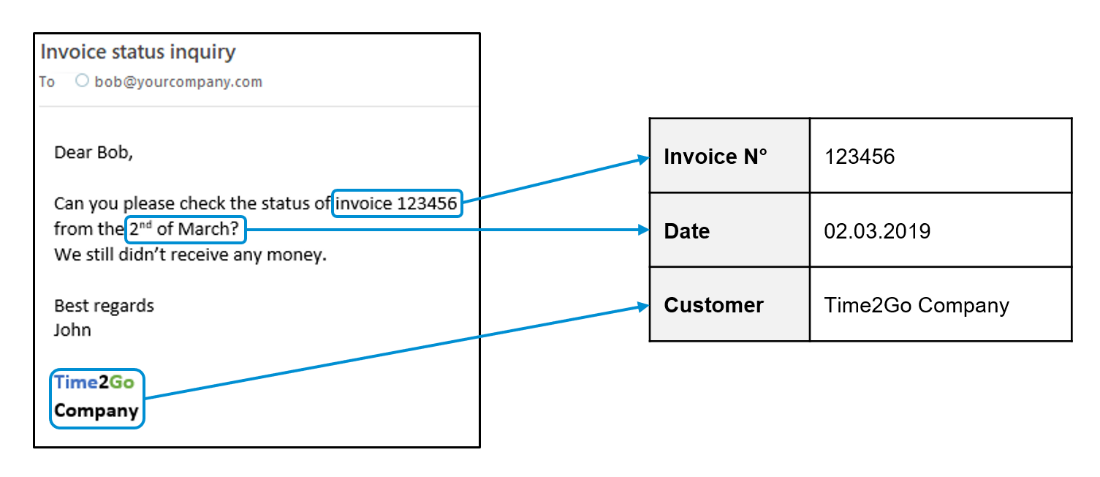 Invoice status inquiry
To bob@yourcompany.com
Dear Bob,
Can you please check the status of invoice 123456
from the 2nd of March?
We still didn't receive any money.
Best regards
John
Time2Go
Company
Invoice N° 123456
Date 02.03.2019
Customer Time2Go Company